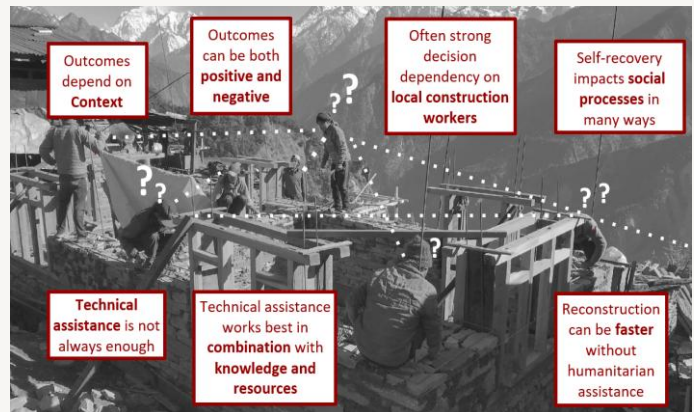 Outcomes
depend on
Context
Outcomes
can be both
positive and
negative
Often strong
decision
dependency on
local construction
workers
Self-recovery
impacts social
processes in
many ways
? ?
? ?
? ?
?
Technical
assistance is not
always enough
Technical assistance
works best in
combination with
knowledge and
resources
Reconstruction
can be faster
without
humanitarian
assistance